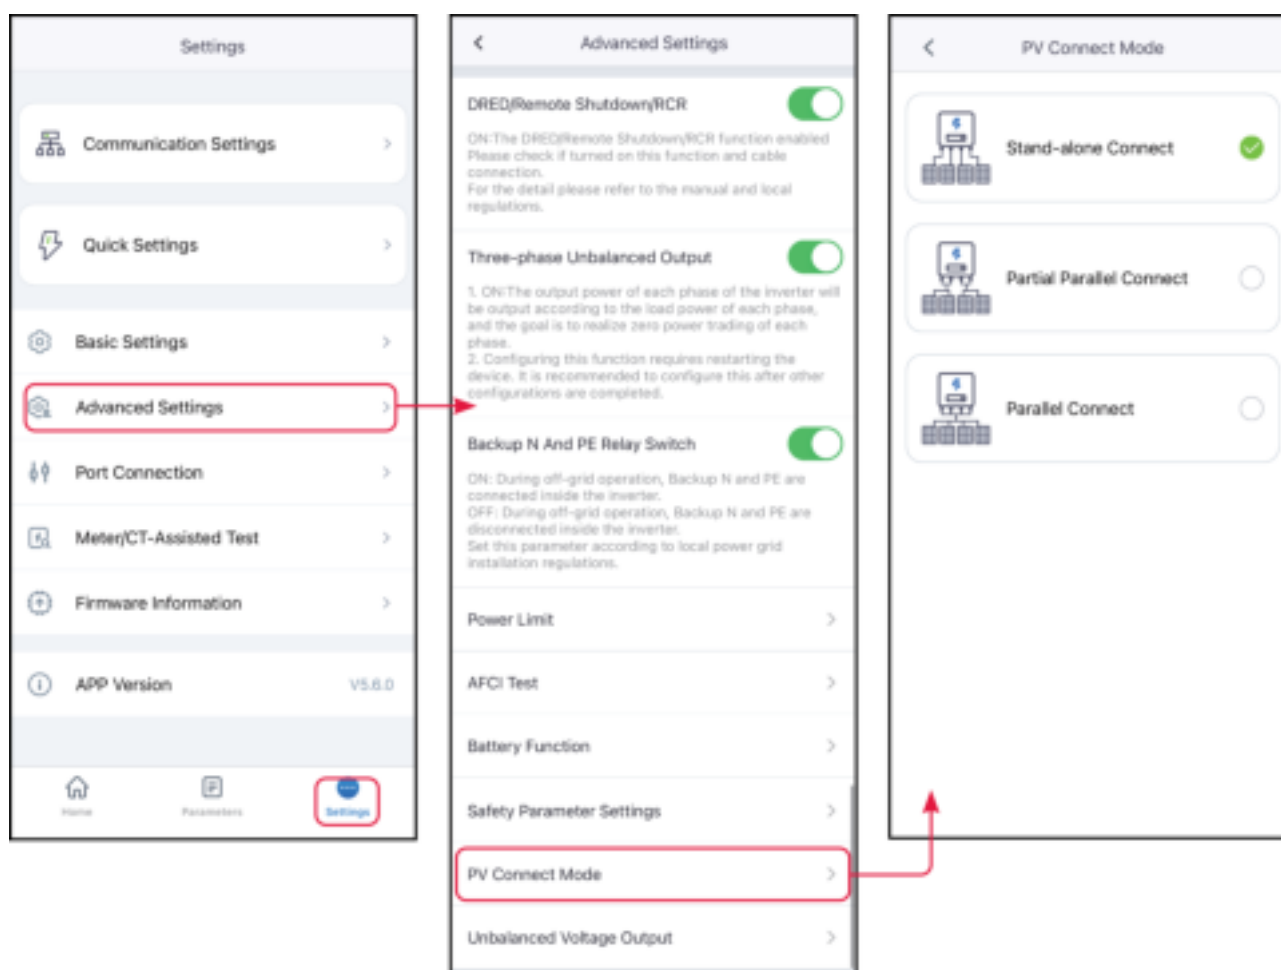 Settings
Communication Settings
Quick Settings
Basic Settings
Advanced Settings
Port Connection
Meter/CT-Assisted Test
Firmware Information
APP Version V5.6.0
Home Parameters Settings
Advanced Settings
DRED/Remote Shutdown/RCR
ON:The DRED/Remote Shutdown/RCR function enabled
Please check if turned on this function and cable
connection.
For the detail please refer to the manual and local
regulations.
Three-phase Unbalanced Output
1. ON:The output power of each phase of the inverter will
be output according to the load power of each phase,
and the goal is to realize zero power trading of each
phase.
2. Configuring this function requires restarting the
device. It is recommended to configure this after other
configurations are completed.
Backup N And PE Relay Switch
ON: During off-grid operation, Backup N and PE are
connected inside the inverter.
OFF: During off-grid operation, Backup N and PE are
disconnected inside the inverter.
Set this parameter according to local power grid
installation regulations.
Power Limit
AFCI Test
Battery Function
Safety Parameter Settings
PV Connect Mode
Unbalanced Voltage Output
PV Connect Mode
Stand-alone Connect
Partial Parallel Connect
Parallel Connect